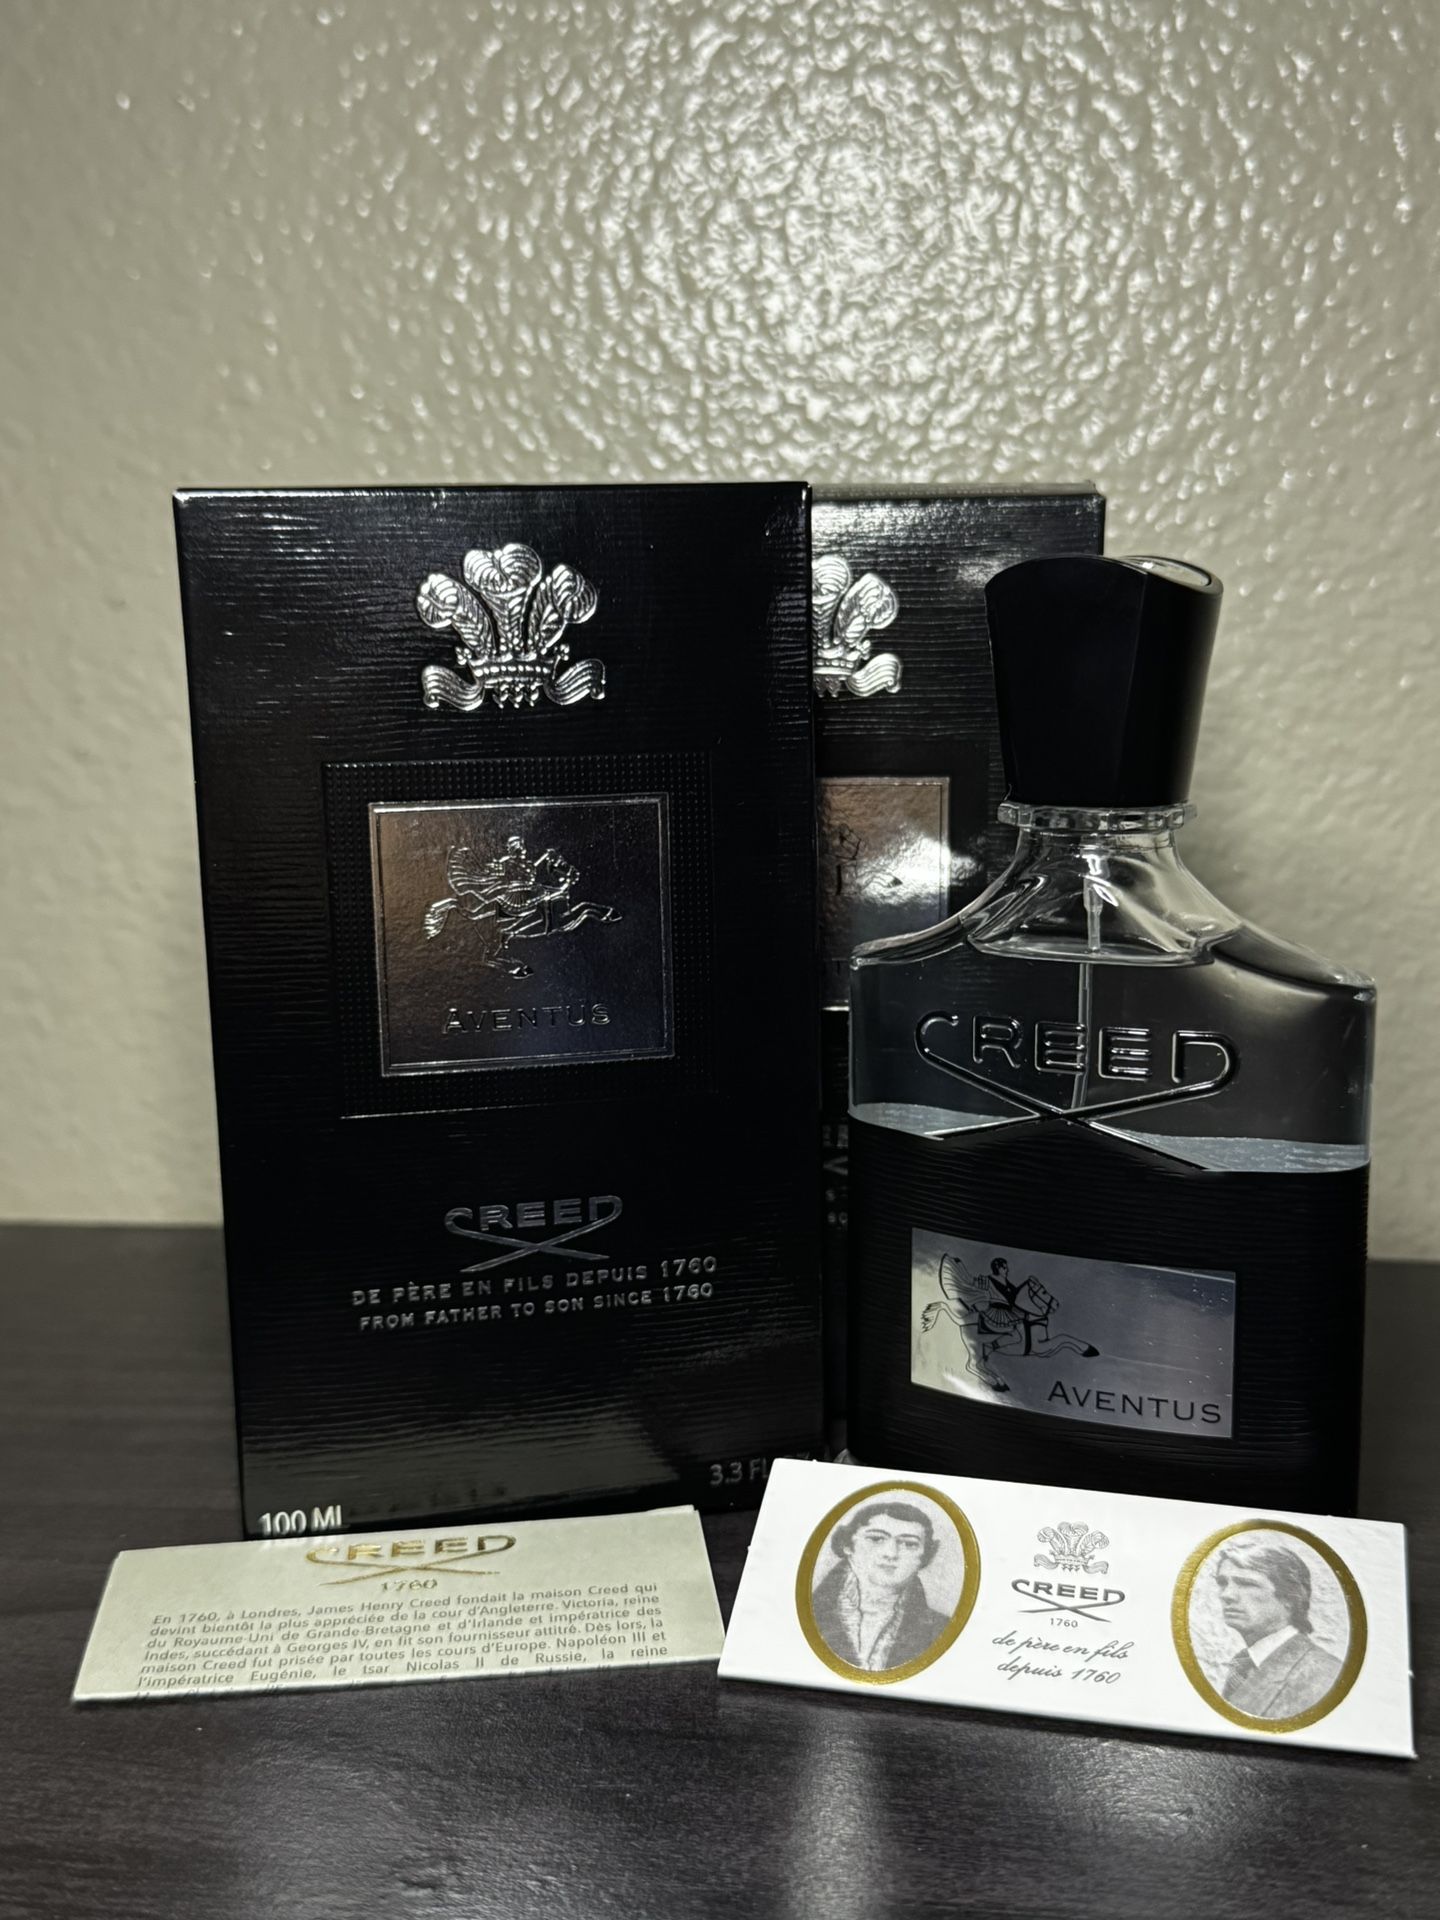 AVENTUS
CREED
DE PÈRE EN FILS DEPUIS 1760
FROM FATHER TO SON SINCE 1760
100 ML
3.3 FL
CREED
AVENTUS
CREED
1760
En 1760, à Londres, James Henry Creed fondait la maison Creed qui
devint bientôt la plus appréciée de la cour d'Angleterre. Victoria, reine
du Royaume-Uni de Grande-Bretagne et d'Irlande et impératrice des
Indes, succédant à Georges IV, en fit son fournisseur attitré. Dès lors, la
maison Creed fut prisée par toutes les cours d'Europe. Napoléon III et
l'impératrice Eugénie, le tsar Nicolas II de Russie, la reine
CREED
1760
de père en fils
depuis 1760